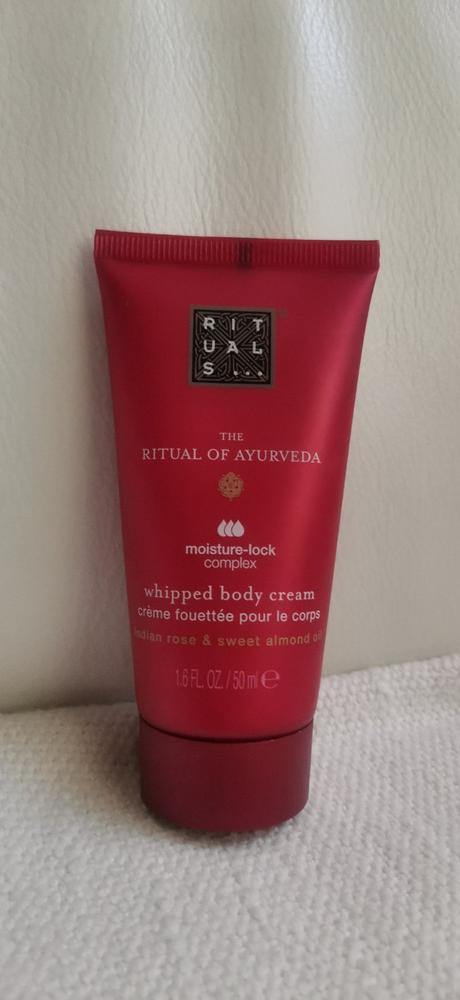 RIT
UAL
S...
THE
RITUAL OF AYURVEDA
moisture-lock
complex
whipped body cream
crème fouettée pour le corps
indian rose & sweet almond oil
1.6 FL. OZ. / 50 ml ℮